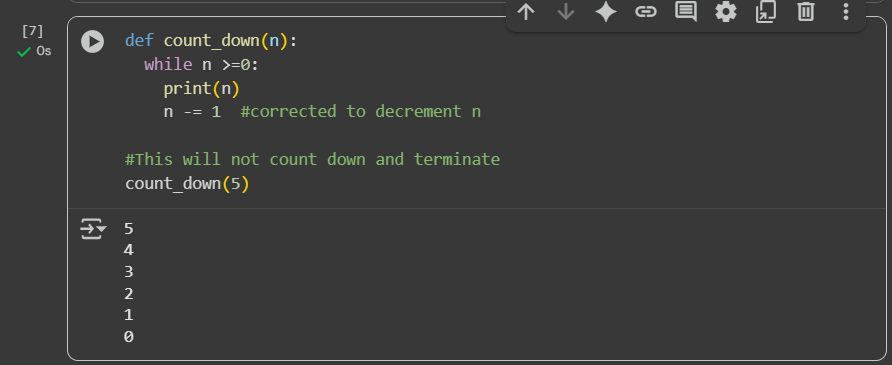 [7]
0s
def count_down(n):
  while n >=0:
    print(n)
    n -= 1  #corrected to decrement n

#This will not count down and terminate
count_down(5)
5
4
3
2
1
0